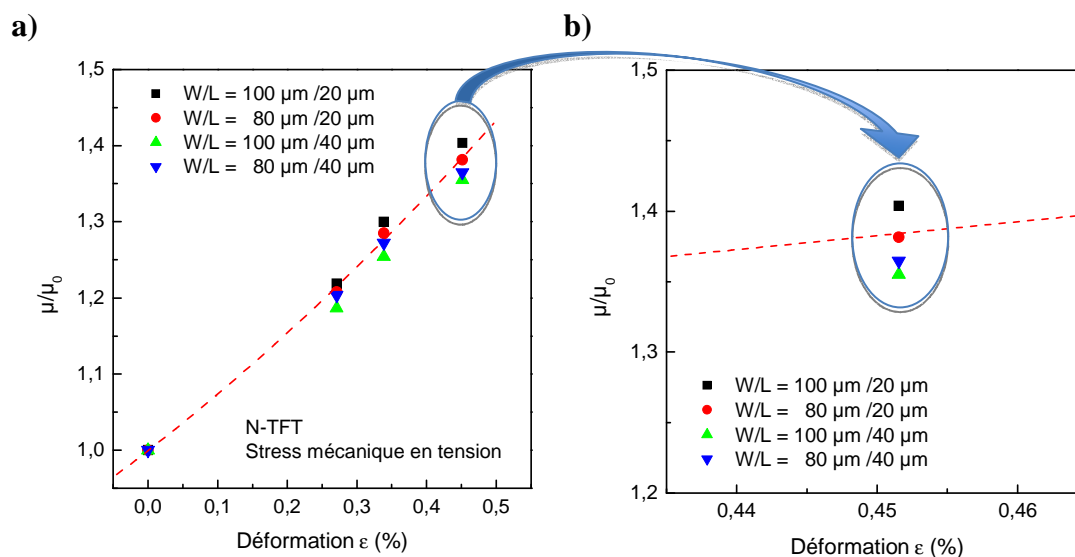 a)
1,5
1,4
1,3
1,2
1,1
1,0
μ/μ0
W/L = 100 µm /20 µm
W/L = 80 µm /20 µm
W/L = 100 µm /40 µm
W/L = 80 µm /40 µm
N-TFT
Stress mécanique en tension
0,0 0,1 0,2 0,3 0,4 0,5
Déformation ε (%)
b)
1,5
1,4
1,3
1,2
μ/μ0
W/L = 100 µm /20 µm
W/L = 80 µm /20 µm
W/L = 100 µm /40 µm
W/L = 80 µm /40 µm
0,44 0,45 0,46
Déformation ε (%)